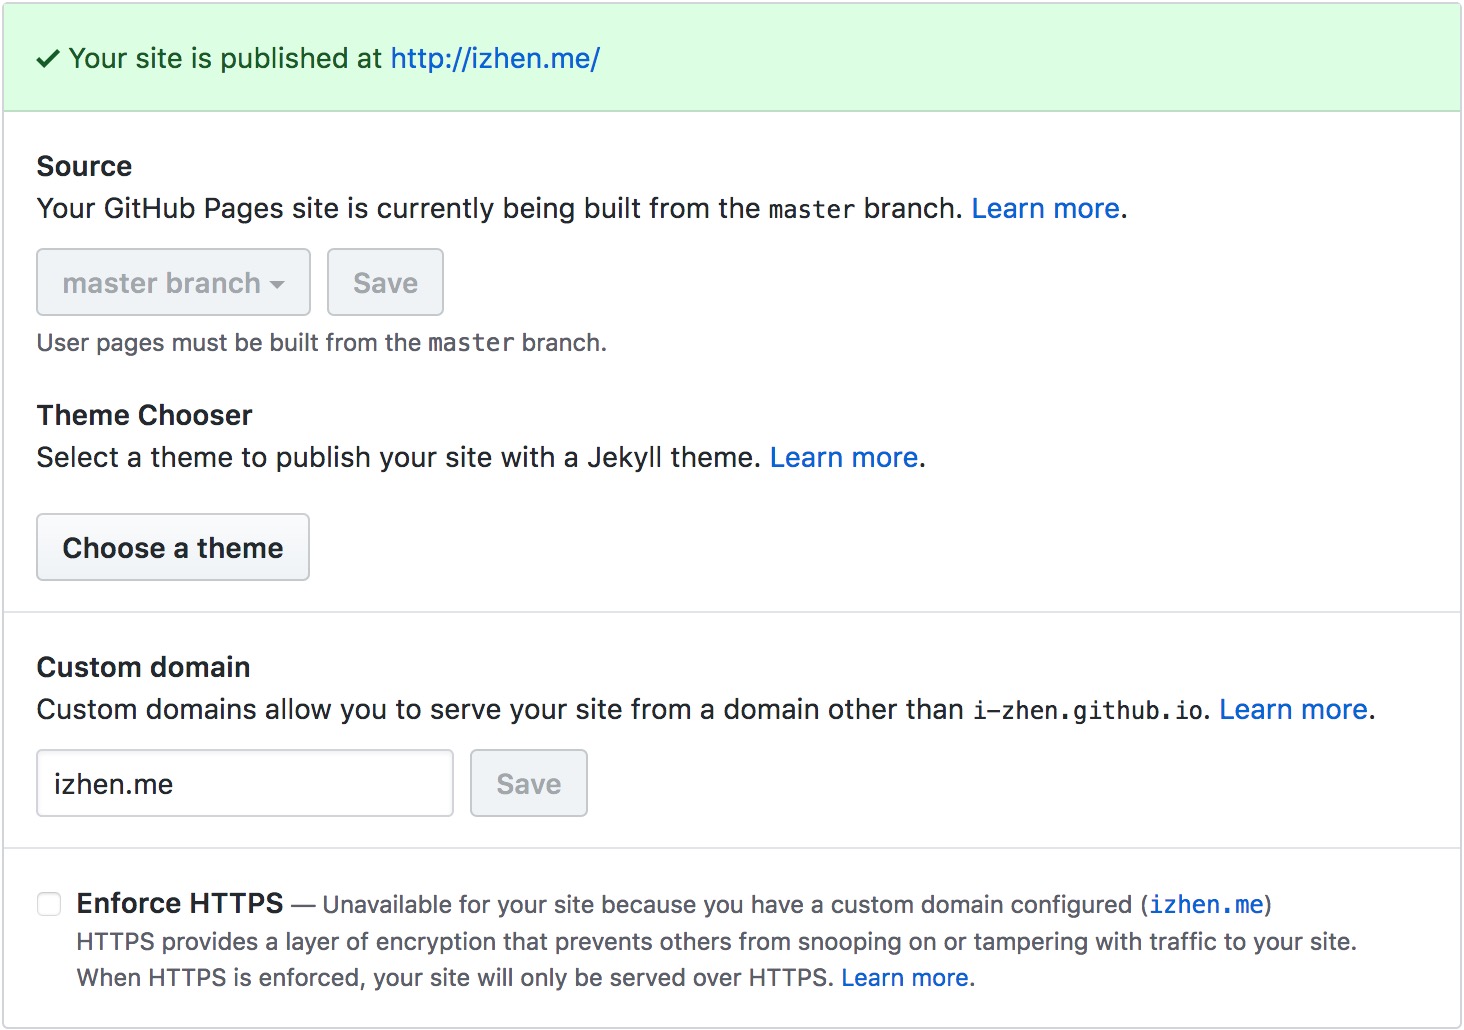 ✓ Your site is published at http://izhen.me/
Source
Your GitHub Pages site is currently being built from the master branch. Learn more.
master branch
Save
User pages must be built from the master branch.
Theme Chooser
Select a theme to publish your site with a Jekyll theme. Learn more.
Choose a theme
Custom domain
Custom domains allow you to serve your site from a domain other than i-zhen.github.io. Learn more.
izhen.me
Save
Enforce HTTPS — Unavailable for your site because you have a custom domain configured (izhen.me)
HTTPS provides a layer of encryption that prevents others from snooping on or tampering with traffic to your site.
When HTTPS is enforced, your site will only be served over HTTPS. Learn more.